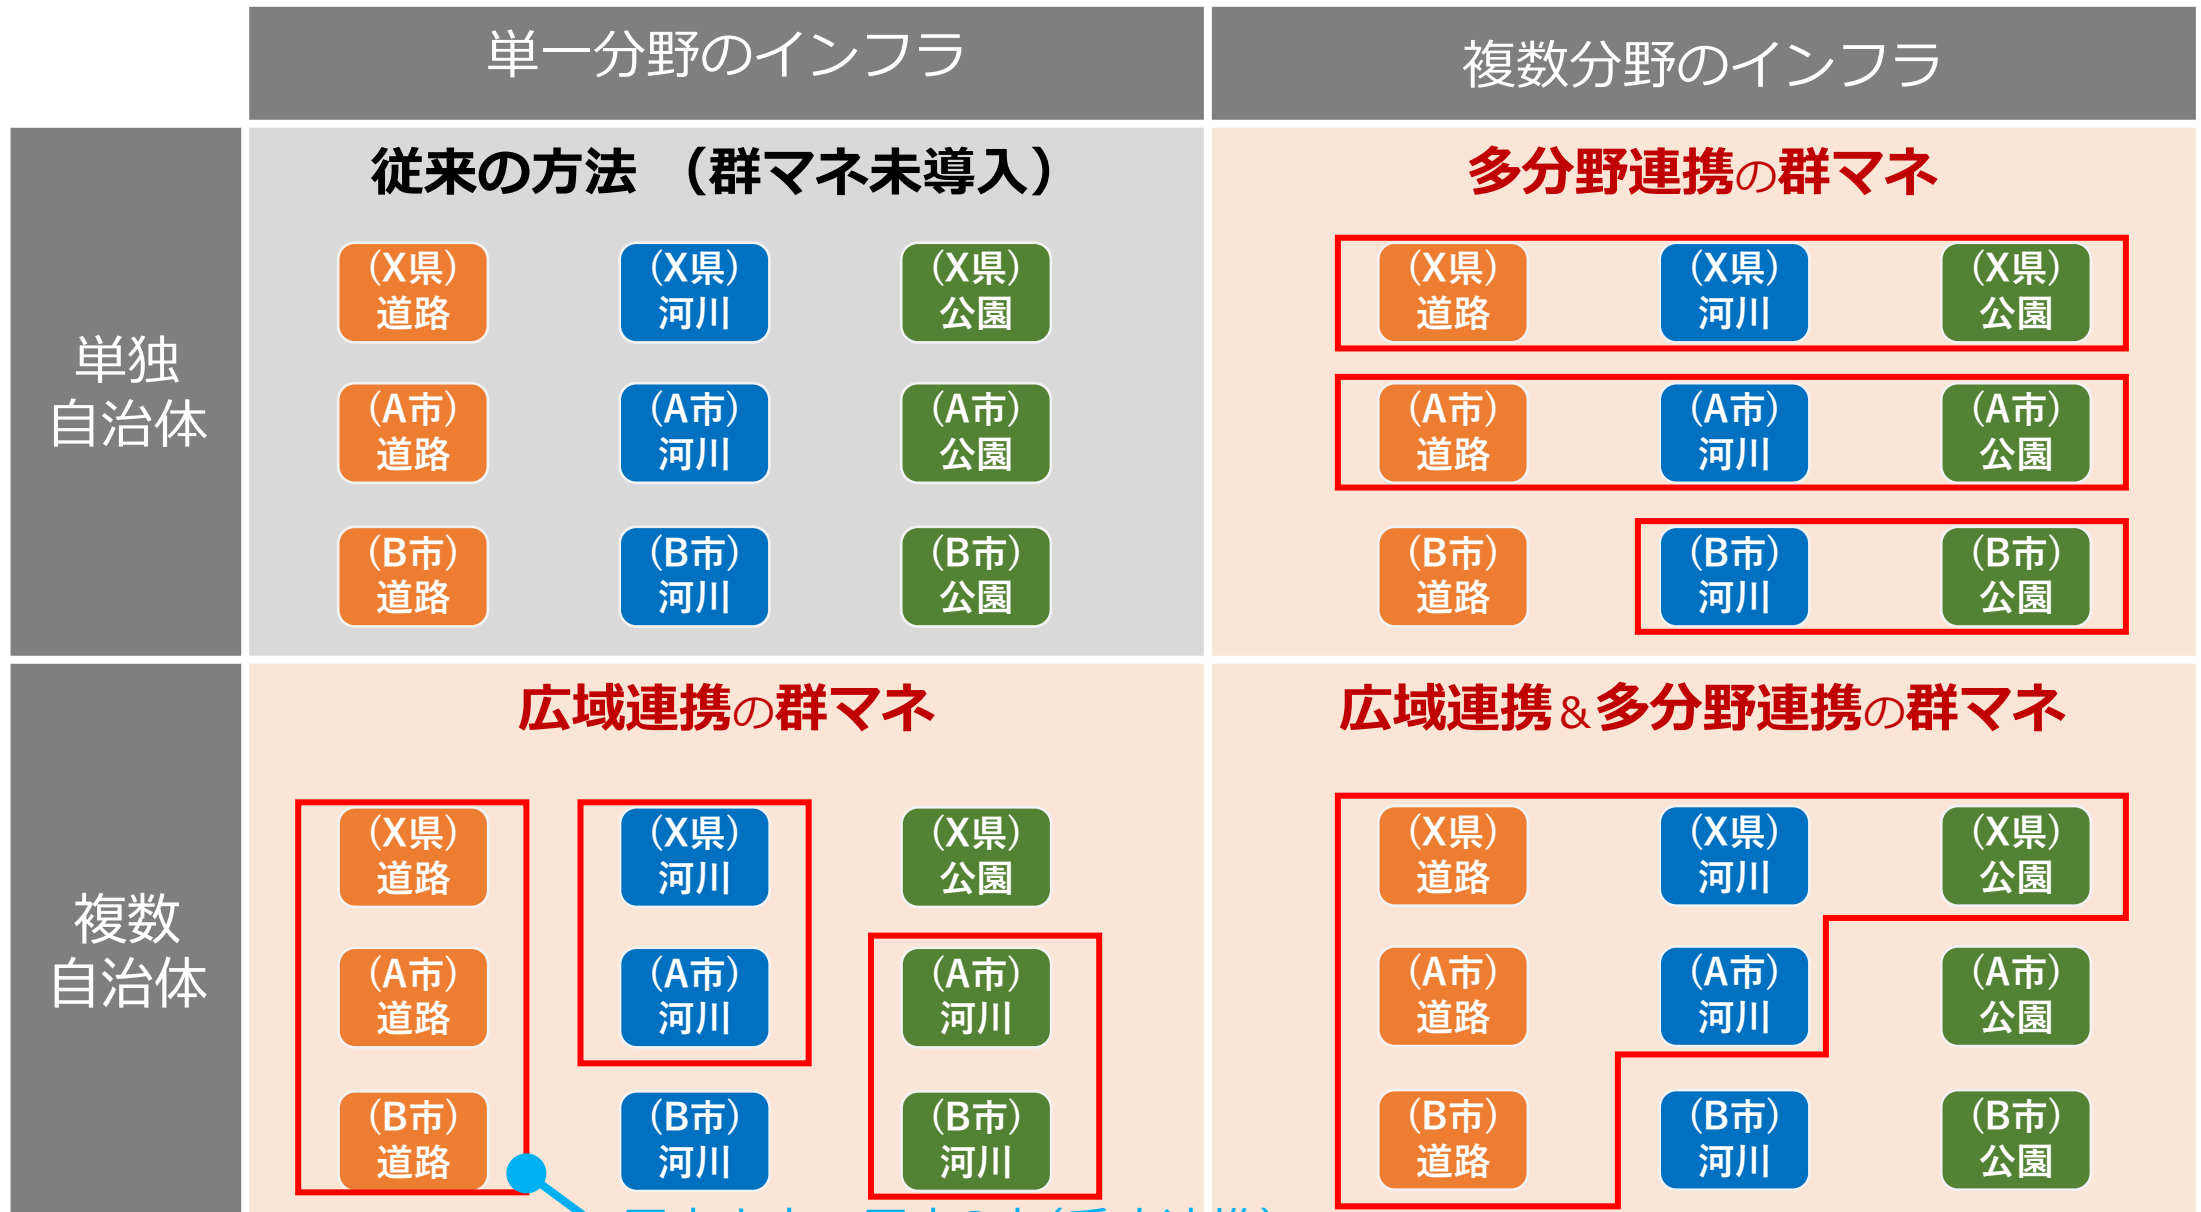 単一分野のインフラ
複数分野のインフラ
単独
自治体
従来の方法 （群マネ未導入）
（X県）
道路
（X県）
河川
（X県）
公園
（A市）
道路
（A市）
河川
（A市）
公園
（B市）
道路
（B市）
河川
（B市）
公園
多分野連携の群マネ
（X県）
道路
（X県）
河川
（X県）
公園
（A市）
道路
（A市）
河川
（A市）
公園
（B市）
道路
（B市）
河川
（B市）
公園
複数
自治体
広域連携の群マネ
（X県）
道路
（X県）
河川
（X県）
公園
（A市）
道路
（A市）
河川
（A市）
河川
（B市）
道路
（B市）
河川
（B市）
河川
広域連携＆多分野連携の群マネ
（X県）
道路
（X県）
河川
（X県）
公園
（A市）
道路
（A市）
河川
（A市）
公園
（B市）
道路
（B市）
河川
（B市）
公園